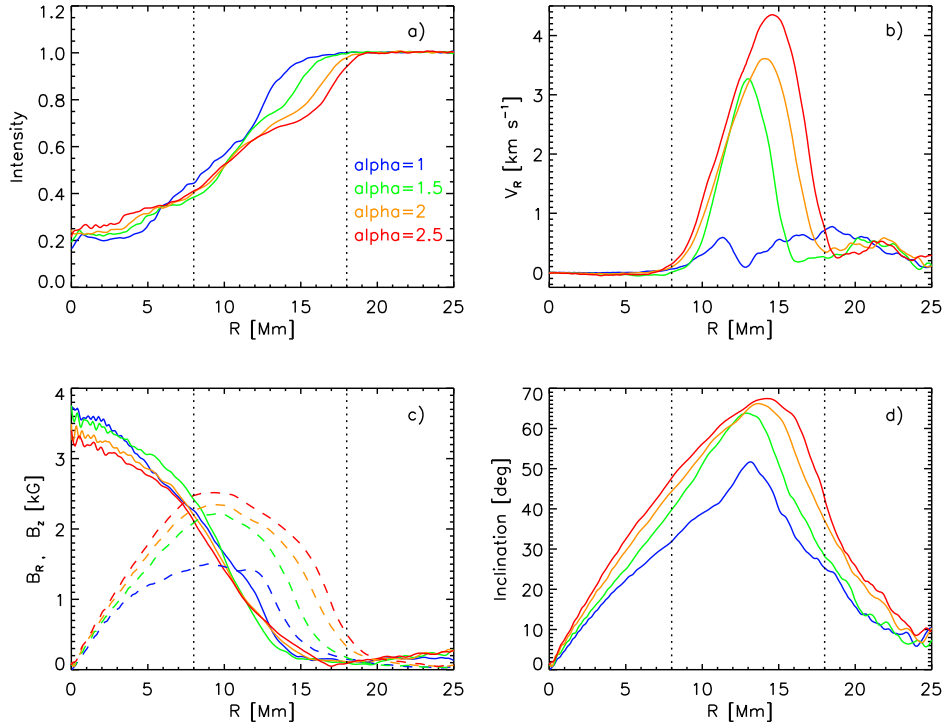 1.2
1.0
0.8
0.6
0.4
0.2
0.0
Intensity
a)
alpha=1
alpha=1.5
alpha=2
alpha=2.5
0 5 10 15 20 25
R [Mm]
4
3
2
1
0
V_R [km s⁻¹]
b)
0 5 10 15 20 25
R [Mm]
4
3
2
1
0
B_R, B_z [kG]
c)
0 5 10 15 20 25
R [Mm]
70
60
50
40
30
20
10
0
Inclination [deg]
d)
0 5 10 15 20 25
R [Mm]